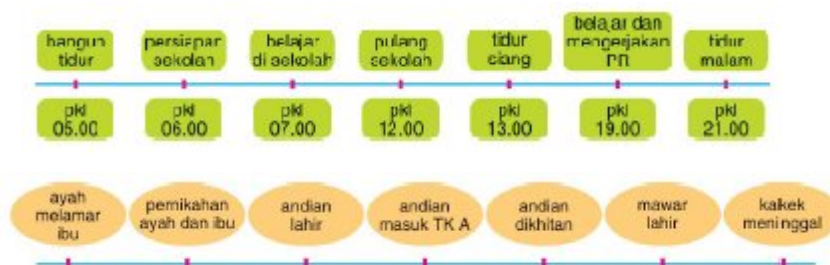 bangun
tidur
persiapan
sekolah
belajar
di sekolah
pulang
sekolah
tidur
siang
belajar dan
mengerjakan
PR
tidur
malam
pkl
05.00
pkl
06.00
pkl
07.00
pkl
12.00
pkl
13.00
pkl
19.00
pkl
21.00
ayah
melamar
ibu
pernikahan
ayah dan ibu
andian
lahir
andian
masuk TK A
andian
dikhitan
mawar
lahir
kakek
meninggal